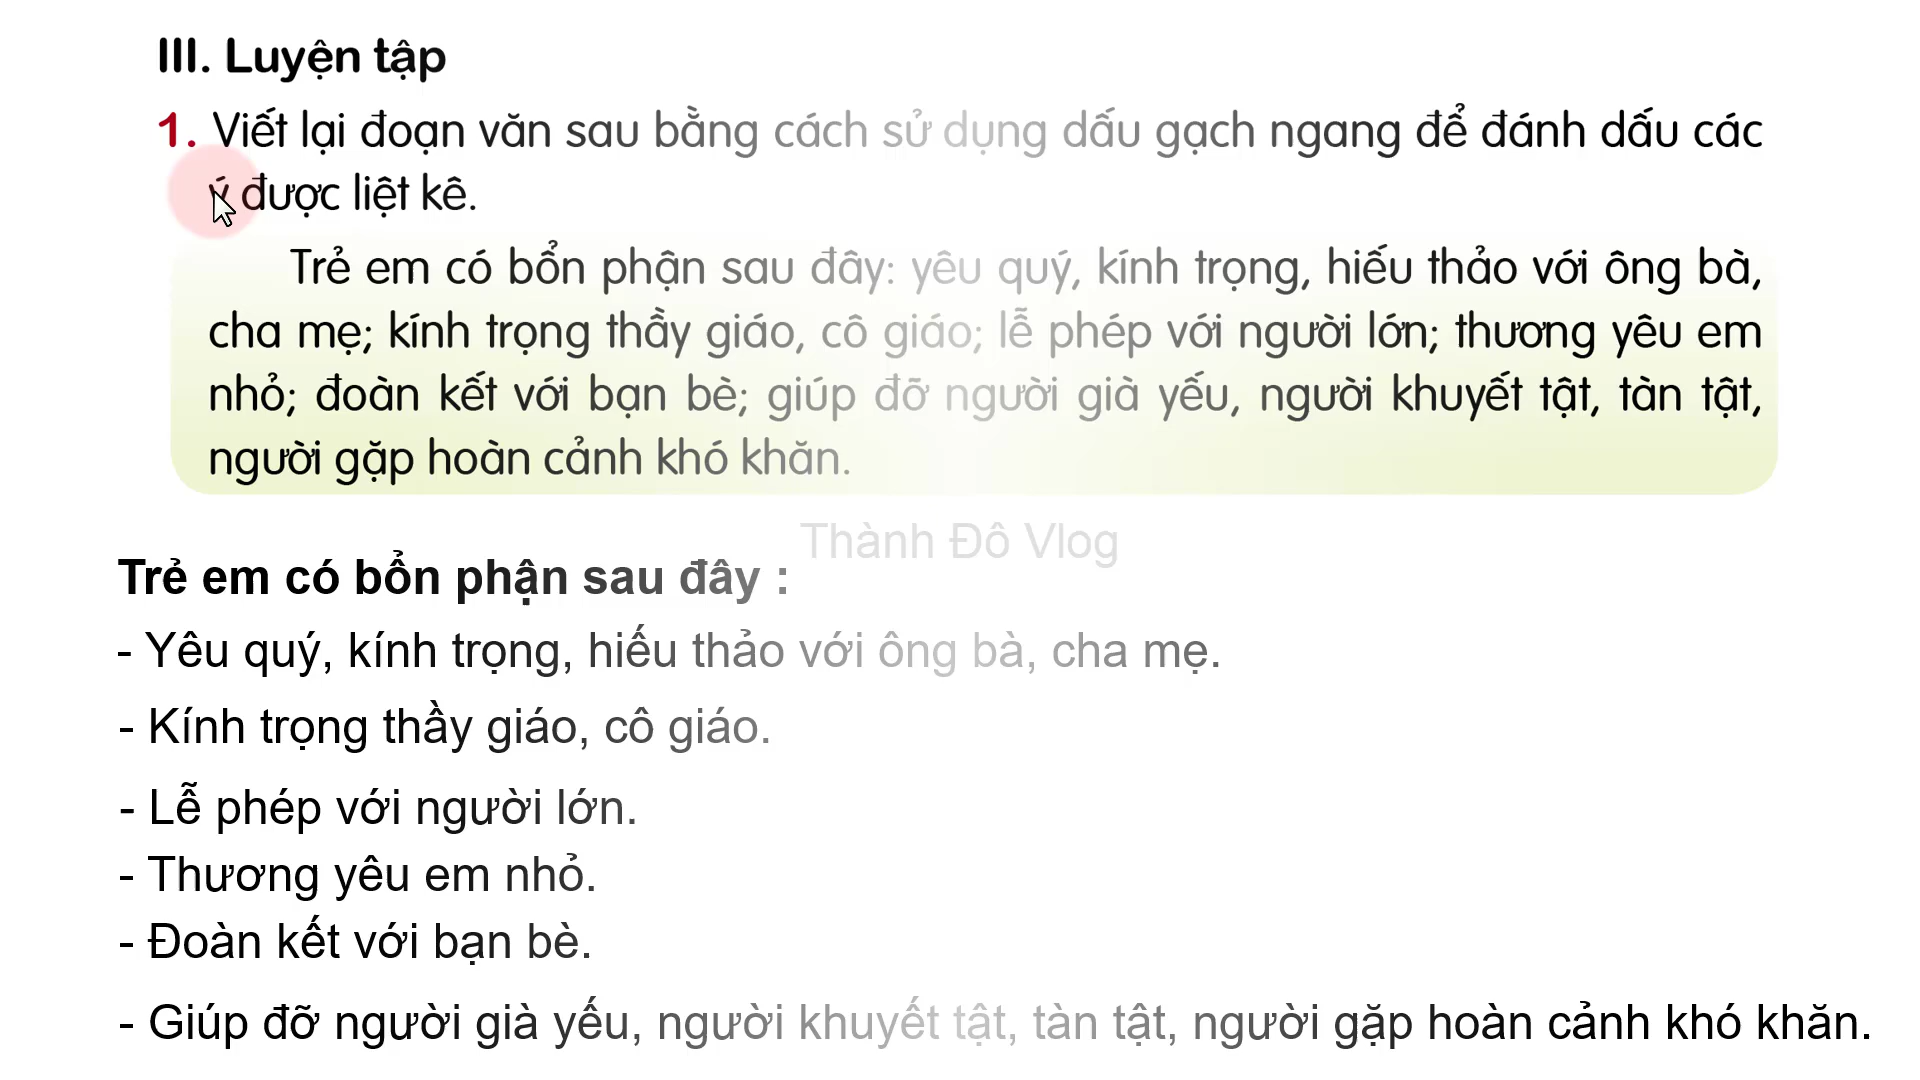 III. Luyện tập
1. Viết lại đoạn văn sau bằng cách sử dụng dấu gạch ngang để đánh dấu các
ý được liệt kê.
Trẻ em có bổn phận sau đây: yêu quý, kính trọng, hiếu thảo với ông bà,
cha mẹ; kính trọng thầy giáo, cô giáo; lễ phép với người lớn; thương yêu em
nhỏ; đoàn kết với bạn bè; giúp đỡ người già yếu, người khuyết tật, tàn tật,
người gặp hoàn cảnh khó khăn.
Thành Đô Vlog
Trẻ em có bổn phận sau đây :
- Yêu quý, kính trọng, hiếu thảo với ông bà, cha mẹ.
- Kính trọng thầy giáo, cô giáo.
- Lễ phép với người lớn.
- Thương yêu em nhỏ.
- Đoàn kết với bạn bè.
- Giúp đỡ người già yếu, người khuyết tật, tàn tật, người gặp hoàn cảnh khó khăn.